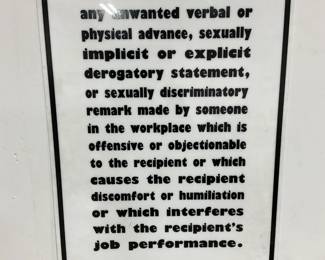 any unwanted verbal or
physical advance, sexually
implicit or explicit
derogatory statement,
or sexually discriminatory
remark made by someone
in the workplace which is
offensive or objectionable
to the recipient or which
causes the recipient
discomfort or humiliation
or which interferes
with the recipient's
job performance.